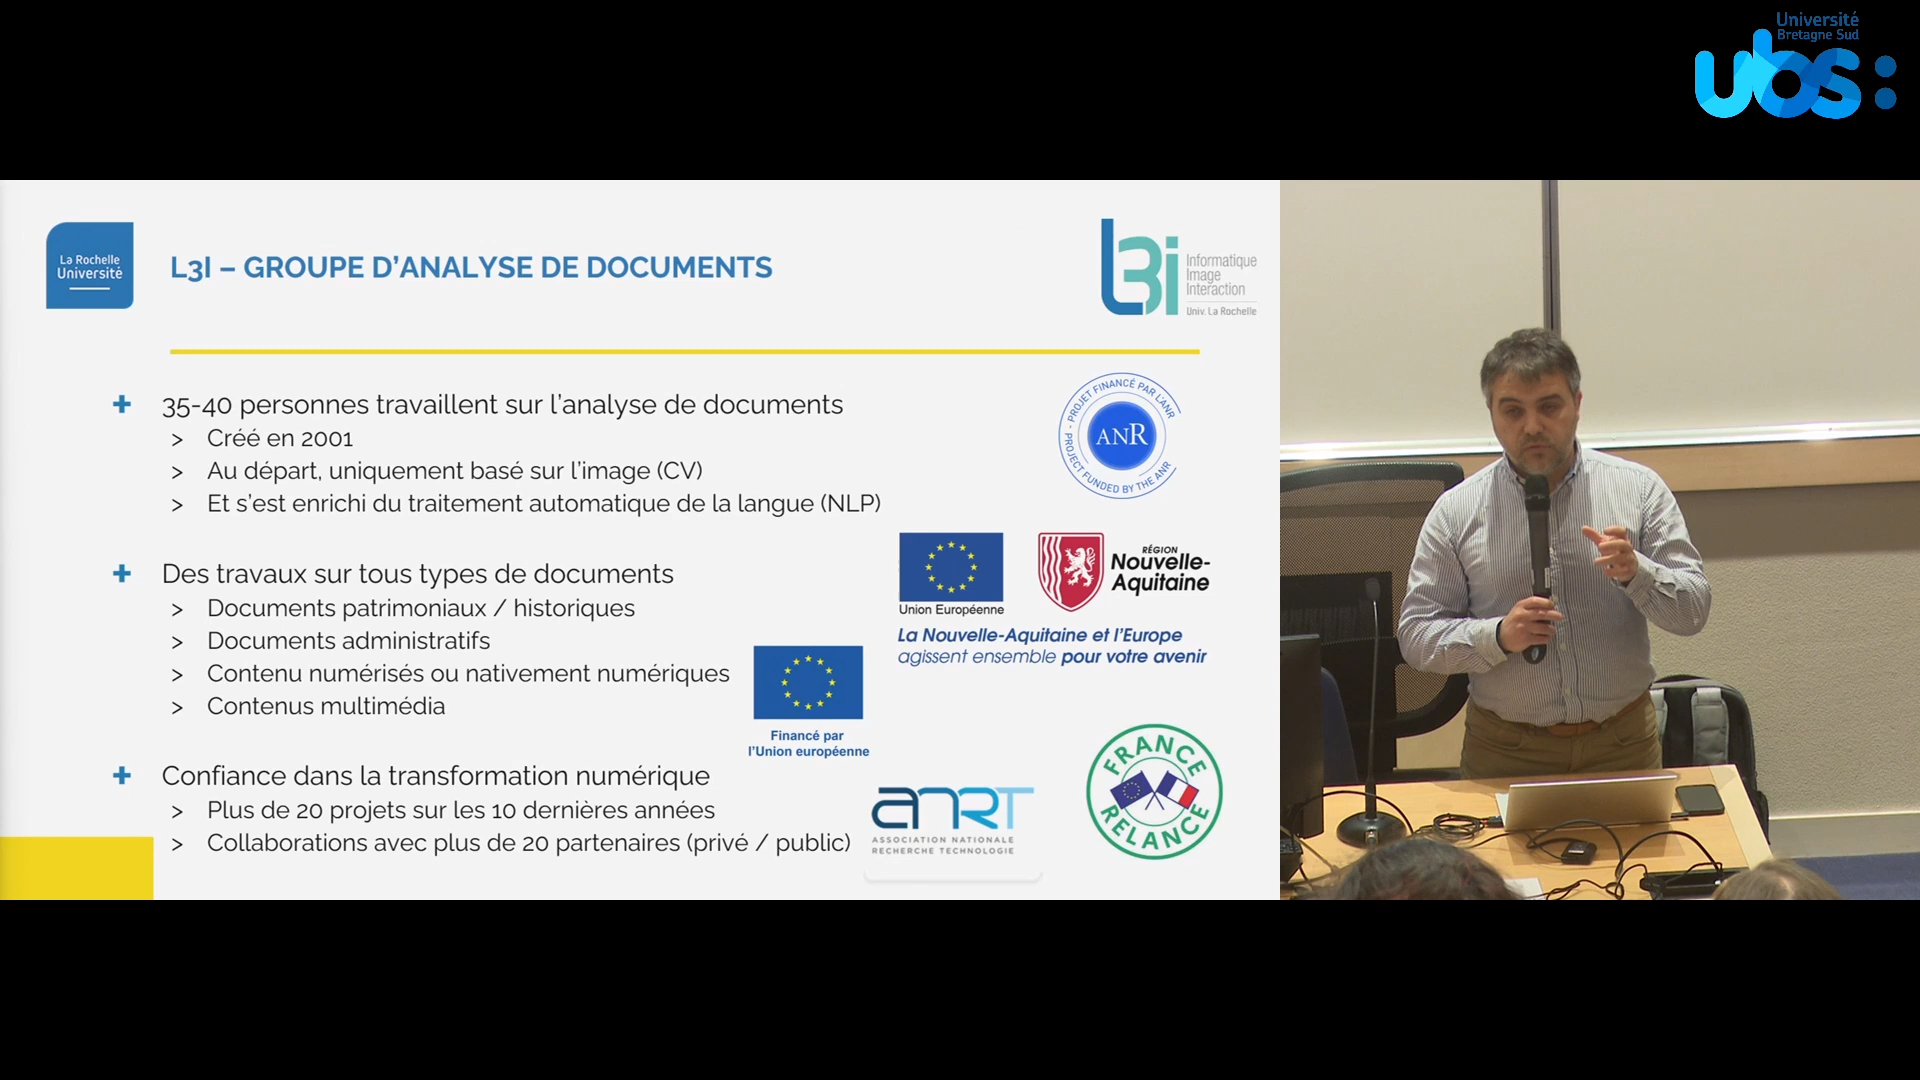 Université
Bretagne Sud
ubs:
La Rochelle
Université
L3I – GROUPE D'ANALYSE DE DOCUMENTS
L3i
Informatique
Image
Interaction
Univ. La Rochelle
+ 35-40 personnes travaillent sur l'analyse de documents
> Créé en 2001
> Au départ, uniquement basé sur l'image (CV)
> Et s'est enrichi du traitement automatique de la langue (NLP)
PROJET FINANCÉ PAR L'ANR - PROJECT FUNDED BY THE ANR
ANR
+ Des travaux sur tous types de documents
> Documents patrimoniaux / historiques
> Documents administratifs
> Contenu numérisés ou nativement numériques
> Contenus multimédia
Union Européenne
RÉGION
Nouvelle-
Aquitaine
La Nouvelle-Aquitaine et l'Europe
agissent ensemble pour votre avenir
Financé par
l'Union européenne
+ Confiance dans la transformation numérique
> Plus de 20 projets sur les 10 dernières années
> Collaborations avec plus de 20 partenaires (privé / public)
ANRT
ASSOCIATION NATIONALE
RECHERCHE TECHNOLOGIE
FRANCE
RELANCE